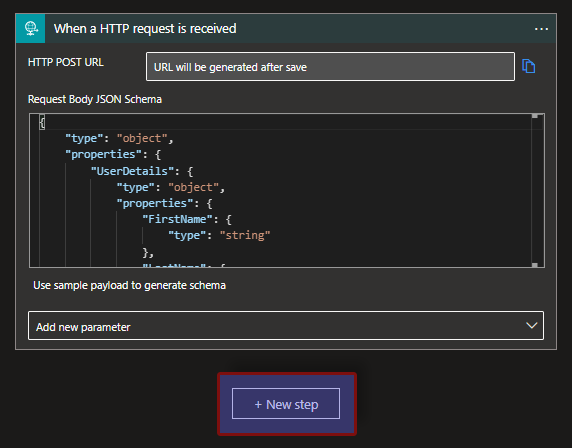 When a HTTP request is received
HTTP POST URL
URL will be generated after save
Request Body JSON Schema
{
"type": "object",
"properties": {
"UserDetails": {
"type": "object",
"properties": {
"FirstName": {
"type": "string"
},
"LastName": {
Use sample payload to generate schema
Add new parameter
+ New step